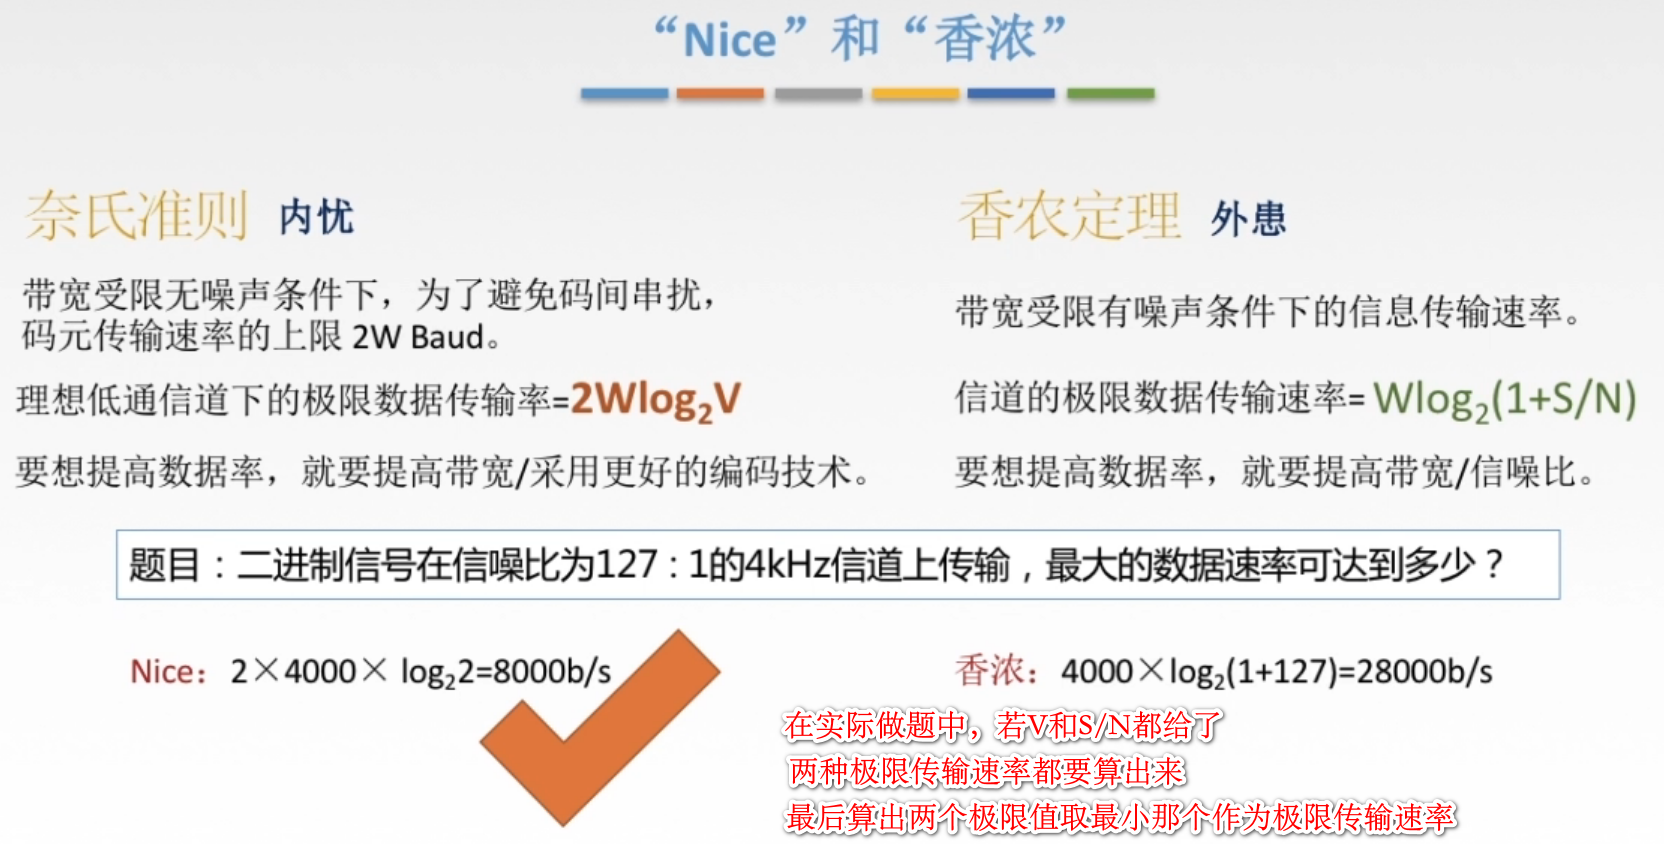 “Nice”和“香浓”
奈氏准则 内忧
带宽受限无噪声条件下，为了避免码间串扰，
码元传输速率的上限 2W Baud。
理想低通信道下的极限数据传输率=2Wlog₂V
要想提高数据率，就要提高带宽/采用更好的编码技术。
香农定理 外患
带宽受限有噪声条件下的信息传输速率。
信道的极限数据传输速率= Wlog₂(1+S/N)
要想提高数据率，就要提高带宽/信噪比。
题目：二进制信号在信噪比为127：1的4kHz信道上传输，最大的数据速率可达到多少？
Nice：2×4000× log₂2=8000b/s
香浓：4000×log₂(1+127)=28000b/s
在实际做题中，若V和S/N都给了
两种极限传输速率都要算出来
最后算出两个极限值取最小那个作为极限传输速率